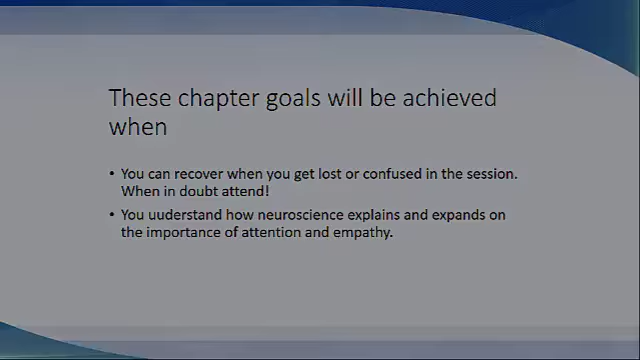 These chapter goals will be achieved
when
• You can recover when you get lost or confused in the session.
When in doubt attend!
• You uuderstand how neuroscience explains and expands on
the importance of attention and empathy.